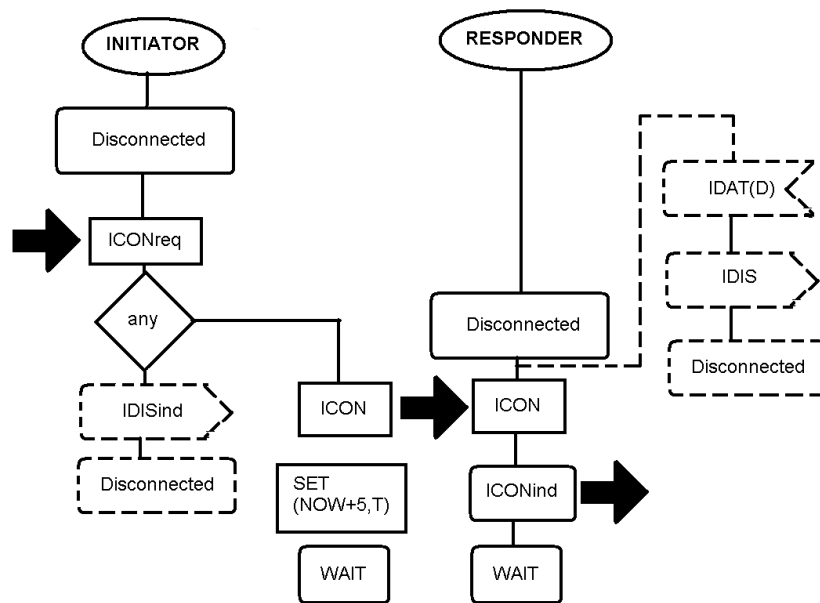 INITIATOR
Disconnected
ICONreq
any
IDISind
Disconnected
ICON
SET
(NOW+5,T)
WAIT
RESPONDER
Disconnected
ICON
ICONind
WAIT
IDAT(D)
IDIS
Disconnected